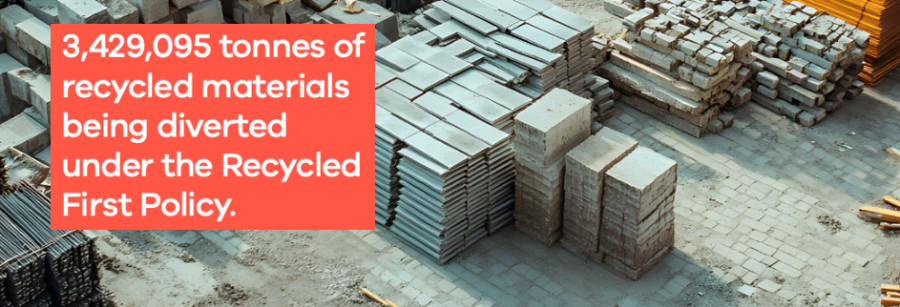 3,429,095 tonnes of
recycled materials
being diverted
under the Recycled
First Policy.